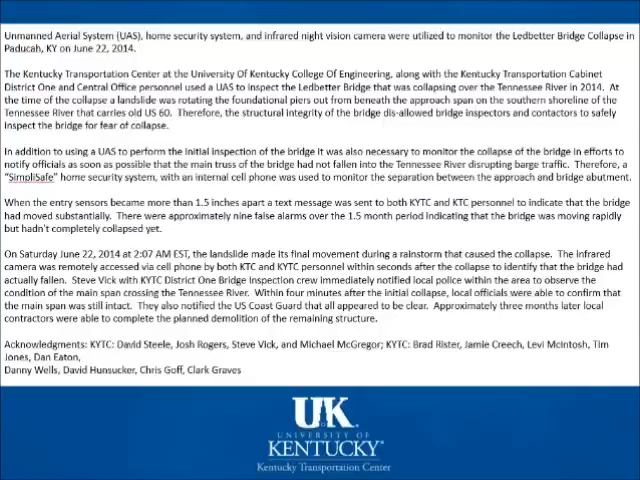 Unmanned Aerial System (UAS), home security system, and infrared night vision camera were utilized to monitor the Ledbetter Bridge Collapse in
Paducah, KY on June 22, 2014.
The Kentucky Transportation Center at the University Of Kentucky College Of Engineering, along with the Kentucky Transportation Cabinet
District One and Central Office personnel used a UAS to inspect the Ledbetter Bridge that was collapsing over the Tennessee River in 2014. At
the time of the collapse a landslide was rotating the foundational piers out from beneath the approach span on the southern shoreline of the
Tennessee River that carries old US 60. Therefore, the structural integrity of the bridge dis-allowed bridge inspectors and contactors to safely
inspect the bridge for fear of collapse.
In addition to using a UAS to perform the initial inspection of the bridge it was also necessary to monitor the collapse of the bridge in efforts to
notify officials as soon as possible that the main truss of the bridge had not fallen into the Tennessee River disrupting barge traffic. Therefore, a
“SimpliSafe” home security system, with an internal cell phone was used to monitor the separation between the approach and bridge abutment.
When the entry sensors became more than 1.5 inches apart a text message was sent to both KYTC and KTC personnel to indicate that the bridge
had moved substantially. There were approximately nine false alarms over the 1.5 month period indicating that the bridge was moving rapidly
but hadn't completely collapsed yet.
On Saturday June 22, 2014 at 2:07 AM EST, the landslide made its final movement during a rainstorm that caused the collapse. The infrared
camera was remotely accessed via cell phone by both KTC and KYTC personnel within seconds after the collapse to identify that the bridge had
actually fallen. Steve Vick with KYTC District One Bridge Inspection crew immediately notified local police within the area to observe the
condition of the main span crossing the Tennessee River. Within four minutes after the initial collapse, local officials were able to confirm that
the main span was still intact. They also notified the US Coast Guard that all appeared to be clear. Approximately three months later local
contractors were able to complete the planned demolition of the remaining structure.
Acknowledgments: KYTC: David Steele, Josh Rogers, Steve Vick, and Michael McGregor; KYTC: Brad Rister, Jamie Creech, Levi McIntosh, Tim
Jones, Dan Eaton,
Danny Wells, David Hunsucker, Chris Goff, Clark Graves
UK
UNIVERSITY OF
KENTUCKY
Kentucky Transportation Center